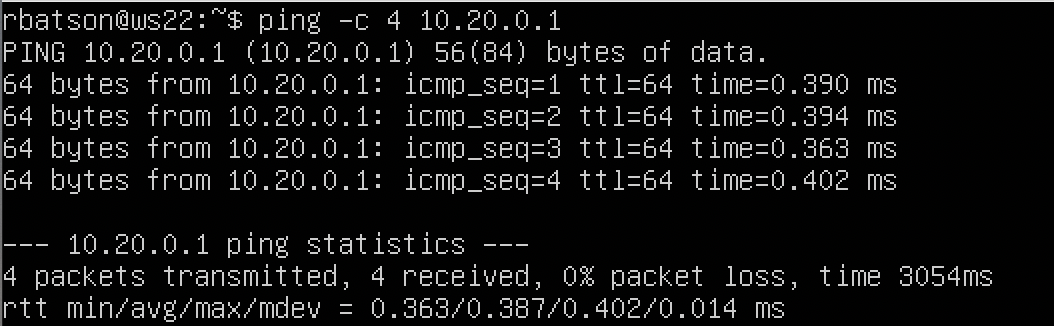 rbatson@ws22:~$ ping -c 4 10.20.0.1
PING 10.20.0.1 (10.20.0.1) 56(84) bytes of data.
64 bytes from 10.20.0.1: icmp_seq=1 ttl=64 time=0.390 ms
64 bytes from 10.20.0.1: icmp_seq=2 ttl=64 time=0.394 ms
64 bytes from 10.20.0.1: icmp_seq=3 ttl=64 time=0.363 ms
64 bytes from 10.20.0.1: icmp_seq=4 ttl=64 time=0.402 ms
--- 10.20.0.1 ping statistics ---
4 packets transmitted, 4 received, 0% packet loss, time 3054ms
rtt min/avg/max/mdev = 0.363/0.387/0.402/0.014 ms